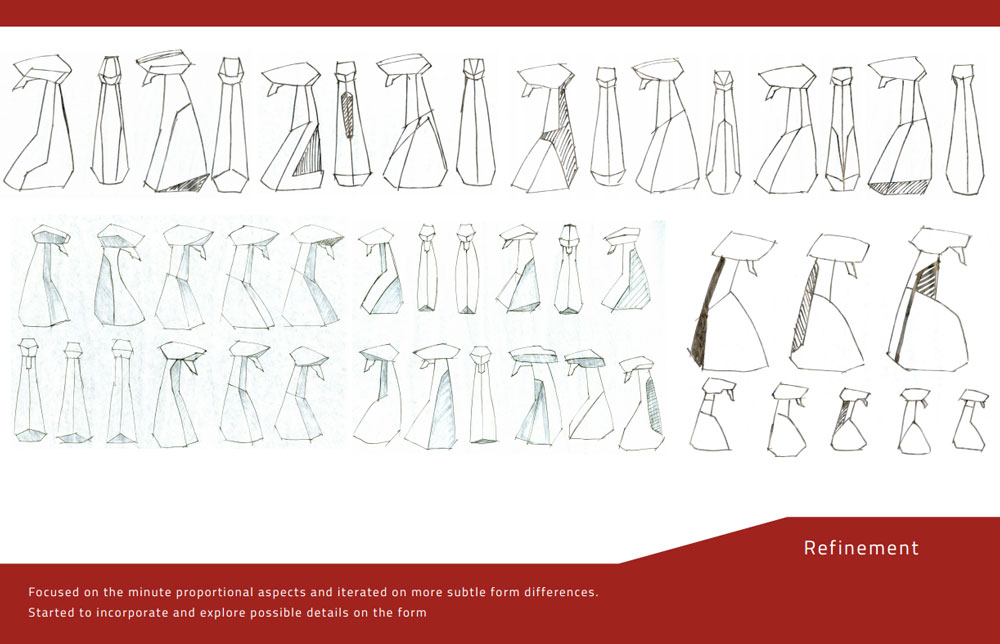 Refinement
Focused on the minute proportional aspects and iterated on more subtle form differences.
Started to incorporate and explore possible details on the form